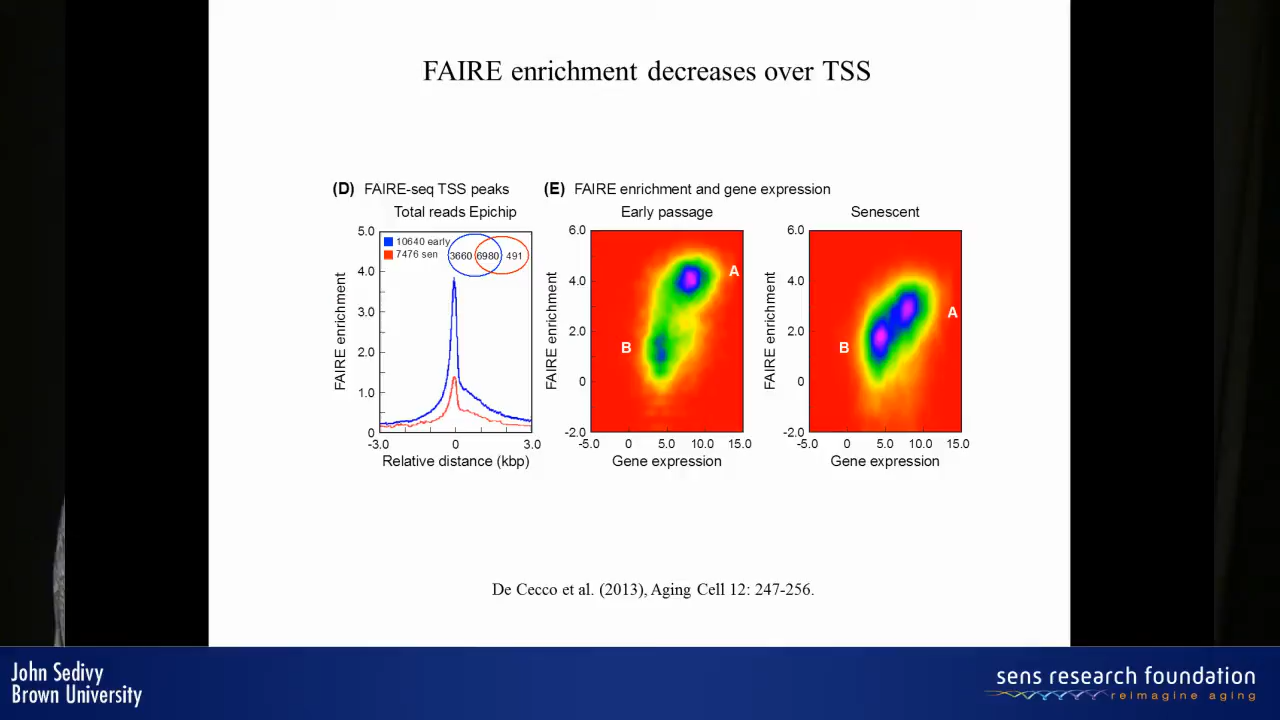 FAIRE enrichment decreases over TSS
(D) FAIRE-seq TSS peaks
Total reads Epichip
5.0
4.0
3.0
2.0
1.0
0
FAIRE enrichment
10640 early
7476 sen
3660 6980 491
-3.0 0 3.0
Relative distance (kbp)
(E) FAIRE enrichment and gene expression
Early passage
6.0
4.0
2.0
0
-2.0
FAIRE enrichment
A
B
-5.0 0 5.0 10.0 15.0
Gene expression
Senescent
6.0
4.0
2.0
0
-2.0
FAIRE enrichment
A
B
-5.0 0 5.0 10.0 15.0
Gene expression
De Cecco et al. (2013), Aging Cell 12: 247-256.
John Sedivy
Brown University
sens research foundation
reimagine aging